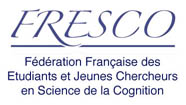 FRESCO
Fédération Française des
Etudiants et Jeunes Chercheurs
en Science de la Cognition